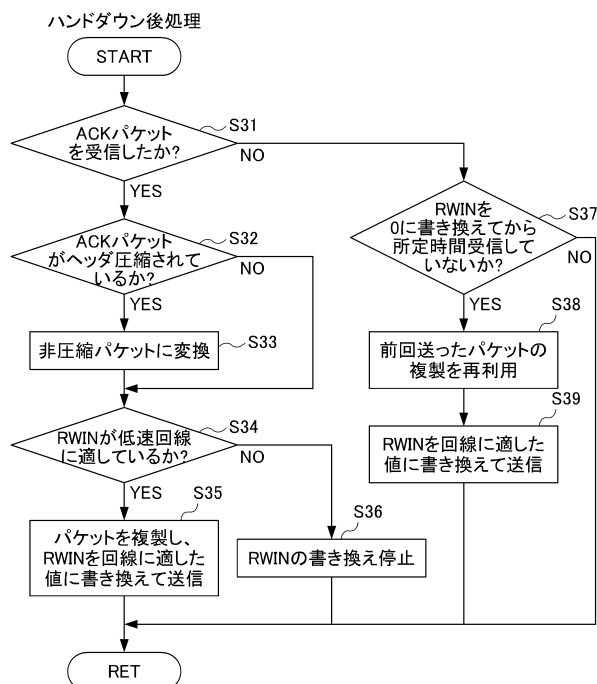 ハンドダウン後処理
START
ACKパケット
を受信したか?
S31
NO
YES
ACKパケット
がヘッダ圧縮されて
いるか?
S32
NO
YES
非圧縮パケットに変換
S33
RWINが低速回線
に適しているか?
S34
NO
YES
パケットを複製し、
RWINを回線に適した
値に書き換えて送信
S35
RWINの書き換え停止
S36
RWINを
0に書き換えてから
所定時間受信して
いないか?
S37
NO
YES
前回送ったパケットの
複製を再利用
S38
RWINを回線に適した
値に書き換えて送信
S39
RET